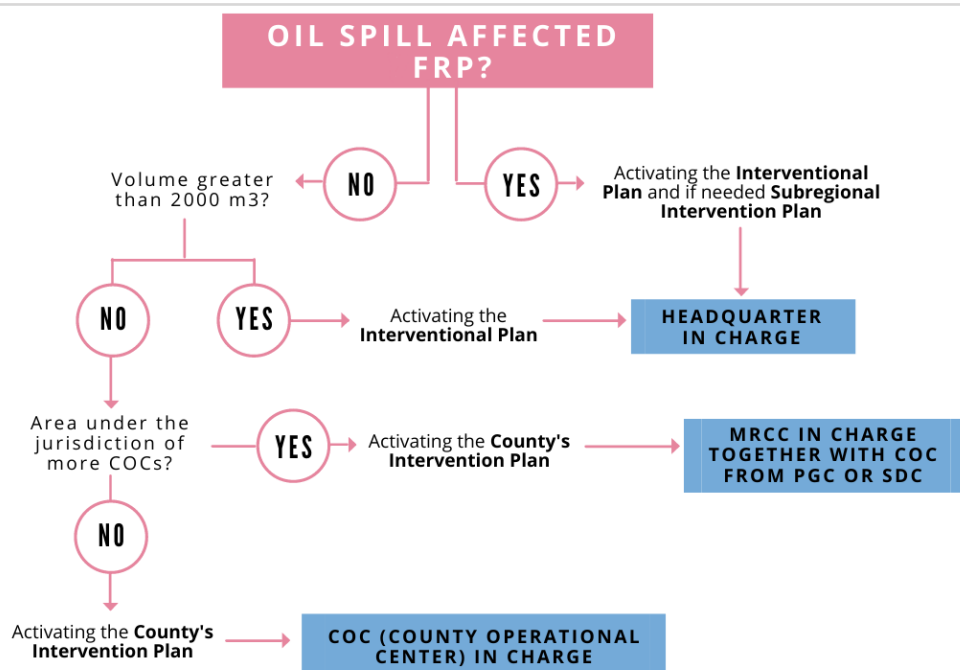 OIL SPILL AFFECTED
FRP?
NO
YES
Volume greater
than 2000 m3?
Activating the Interventional
Plan and if needed Subregional
Intervention Plan
NO
YES
Activating the
Interventional Plan
HEADQUARTER
IN CHARGE
Area under the
jurisdiction of
more COCs?
YES
Activating the County's
Intervention Plan
MRCC IN CHARGE
TOGETHER WITH COC
FROM PGC OR SDC
NO
Activating the County's
Intervention Plan
COC (COUNTY OPERATIONAL
CENTER) IN CHARGE